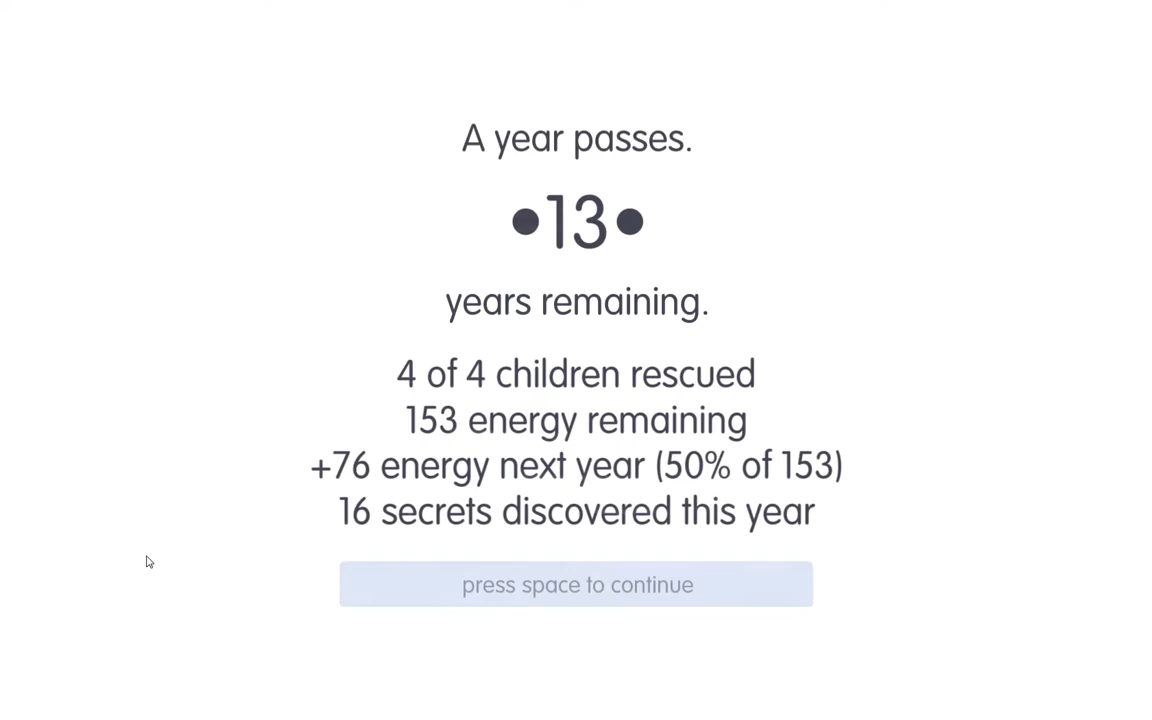 A year passes.
•13•
years remaining.
4 of 4 children rescued
153 energy remaining
+76 energy next year (50% of 153)
16 secrets discovered this year
press space to continue